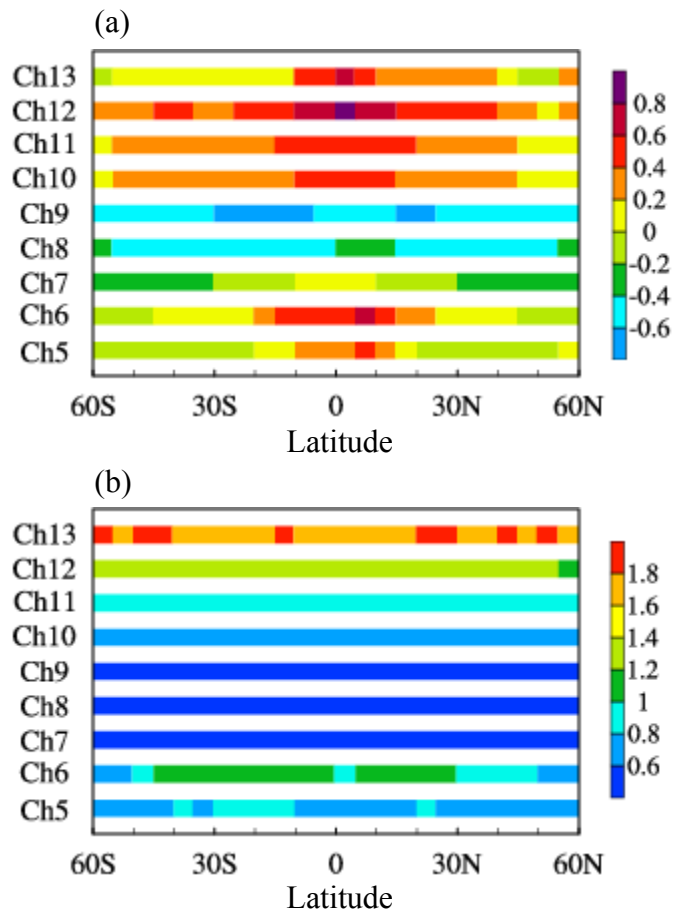 (a)
Ch13
Ch12
Ch11
Ch10
Ch9
Ch8
Ch7
Ch6
Ch5
60S 30S 0 30N 60N
Latitude
0.8
0.6
0.4
0.2
0
-0.2
-0.4
-0.6
(b)
Ch13
Ch12
Ch11
Ch10
Ch9
Ch8
Ch7
Ch6
Ch5
60S 30S 0 30N 60N
Latitude
1.8
1.6
1.4
1.2
1
0.8
0.6